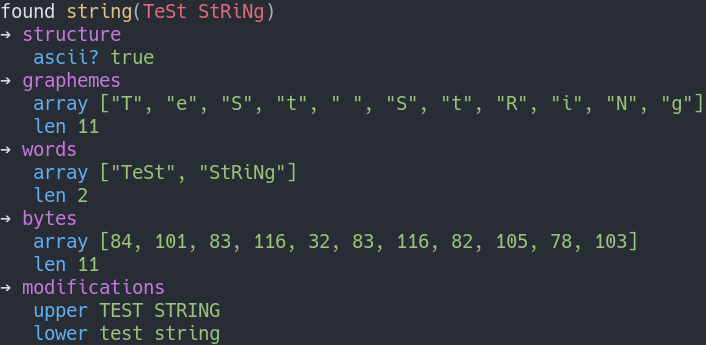 found string(TeSt StRiNg)
➔ structure
ascii? true
➔ graphemes
array ["T", "e", "S", "t", " ", "S", "t", "R", "i", "N", "g"]
len 11
➔ words
array ["TeSt", "StRiNg"]
len 2
➔ bytes
array [84, 101, 83, 116, 32, 83, 116, 82, 105, 78, 103]
len 11
➔ modifications
upper TEST STRING
lower test string